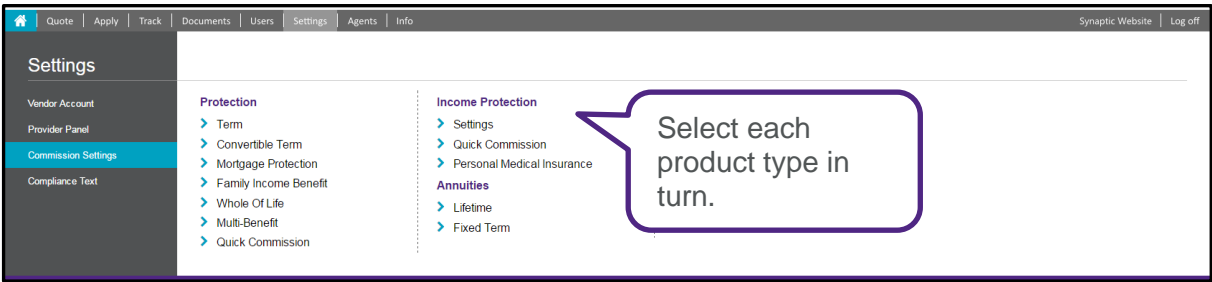 Quote Apply Track Documents Users Settings Agents Info Synaptic Website Log off
Settings
Vendor Account
Provider Panel
Commission Settings
Compliance Text
Protection
Term
Convertible Term
Mortgage Protection
Family Income Benefit
Whole Of Life
Multi-Benefit
Quick Commission
Income Protection
Settings
Quick Commission
Personal Medical Insurance
Annuities
Lifetime
Fixed Term
Select each
product type in
turn.